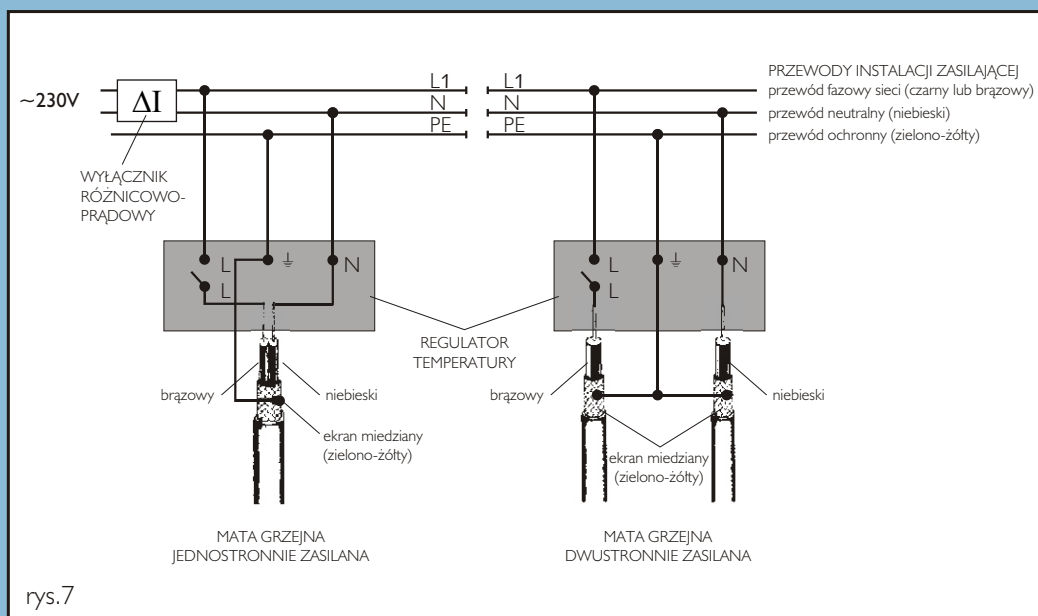 ~230V
ΔI
L1
N
PE
L1
N
PE
PRZEWODY INSTALACJI ZASILAJĄCEJ
przewód fazowy sieci (czarny lub brązowy)
przewód neutralny (niebieski)
przewód ochronny (zielono-żółty)
WYŁĄCZNIK
RÓŻNICOWO-
PRĄDOWY
L
N
L
L
N
L
REGULATOR
TEMPERATURY
brązowy
niebieski
brązowy
niebieski
ekran miedziany
(zielono-żółty)
ekran miedziany
(zielono-żółty)
MATA GRZEJNA
JEDNOSTRONNIE ZASILANA
MATA GRZEJNA
DWUSTRONNIE ZASILANA
rys.7